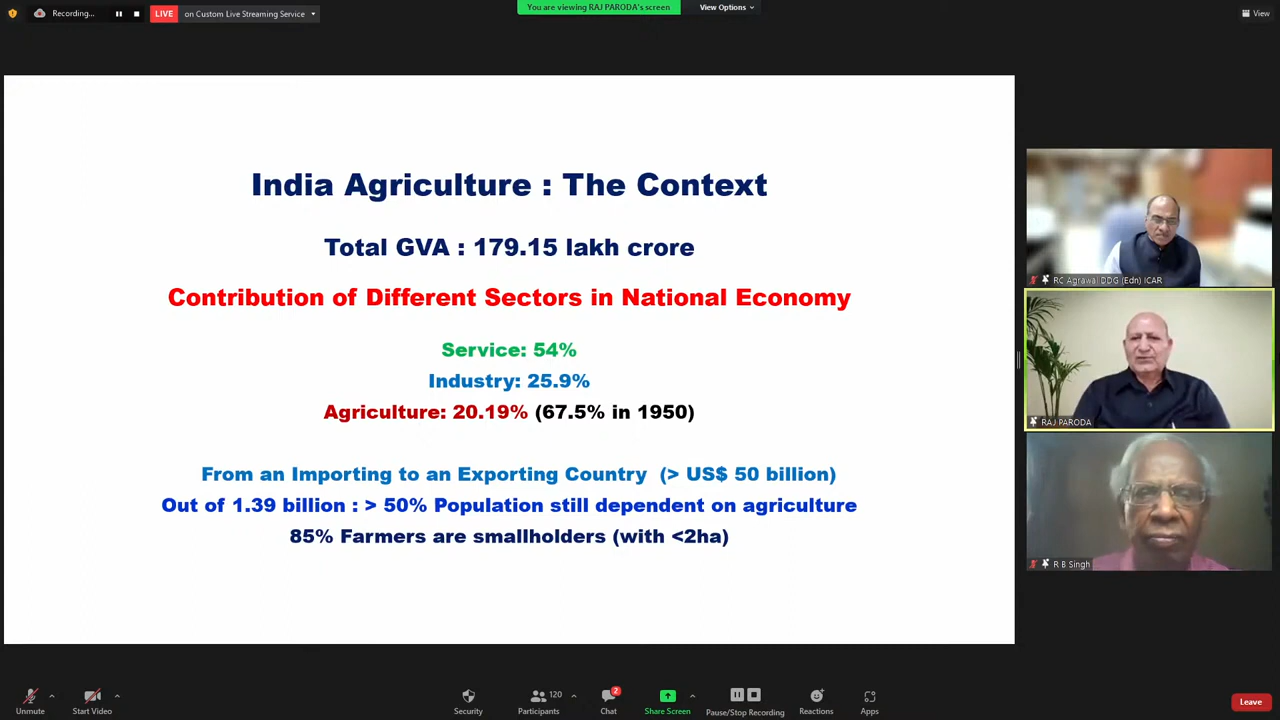 Recording...
LIVE
on Custom Live Streaming Service
You are viewing RAJ PARODA's screen
View Options
View
India Agriculture : The Context
Total GVA : 179.15 lakh crore
Contribution of Different Sectors in National Economy
Service: 54%
Industry: 25.9%
Agriculture: 20.19% (67.5% in 1950)
From an Importing to an Exporting Country (> US$ 50 billion)
Out of 1.39 billion : > 50% Population still dependent on agriculture
85% Farmers are smallholders (with <2ha)
RC Agrawal DDG (Edn) ICAR
RAJ PARODA
R B Singh
Unmute
Start Video
Security
120
Participants
2
Chat
Share Screen
Pause/Stop Recording
Reactions
Apps
Leave